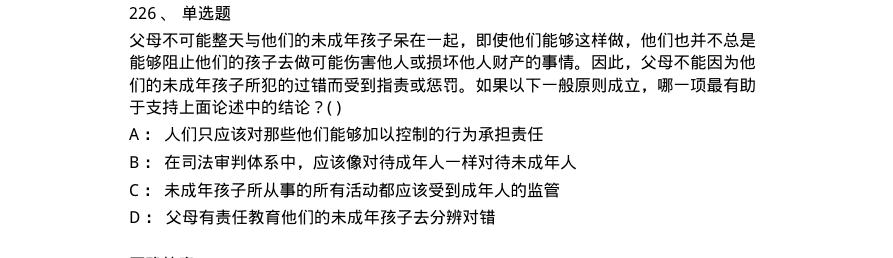 226 、 单选题
父母不可能整天与他们的未成年孩子呆在一起，即使他们能够这样做，他们也并不总是
能够阻止他们的孩子去做可能伤害他人或损坏他人财产的事情。因此，父母不能因为他
们的未成年孩子所犯的过错而受到指责或惩罚。如果以下一般原则成立，哪一项最有助
于支持上面论述中的结论？( )
A ： 人们只应该对那些他们能够加以控制的行为承担责任
B ： 在司法审判体系中，应该像对待成年人一样对待未成年人
C ： 未成年孩子所从事的所有活动都应该受到成年人的监管
D ： 父母有责任教育他们的未成年孩子去分辨对错